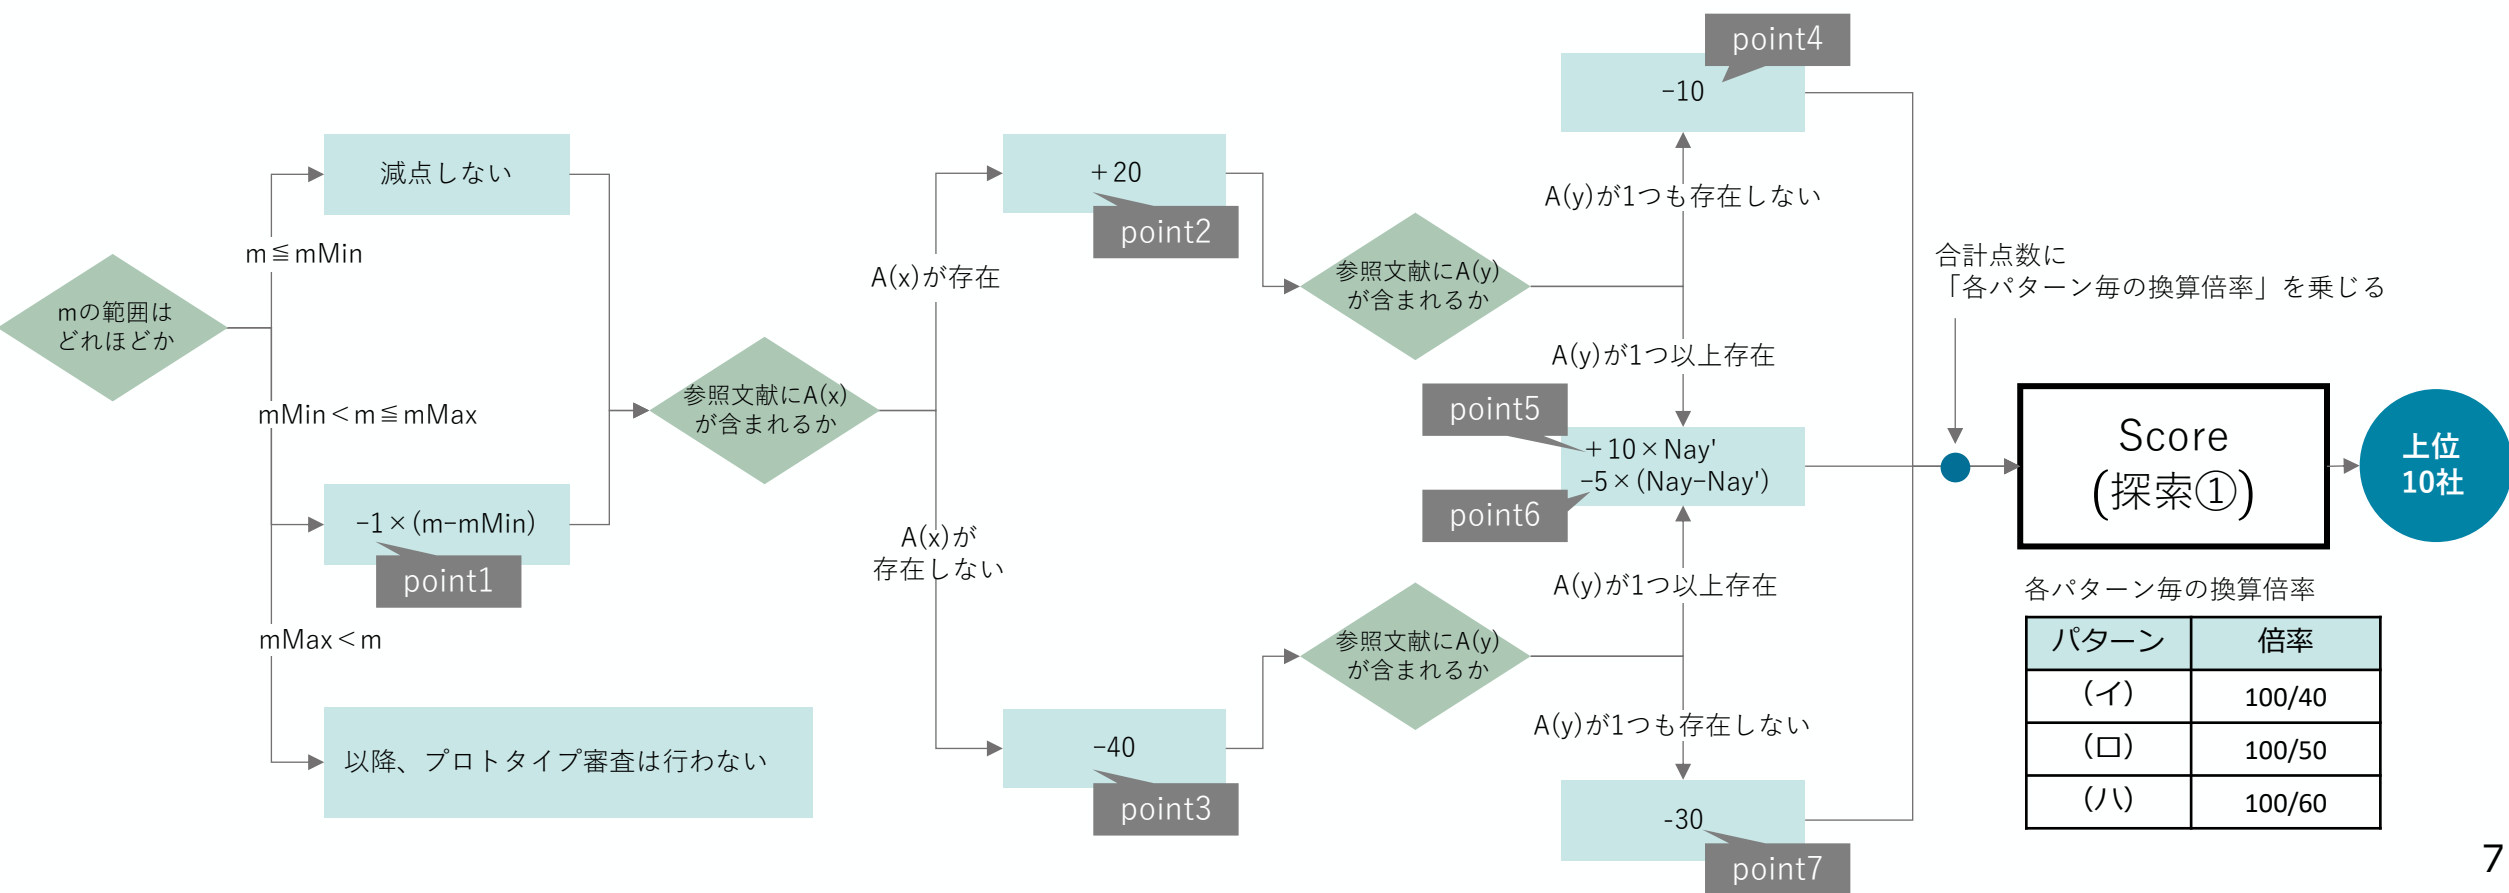 mの範囲は
どれほどか
m≦mMin
mMin＜m≦mMax
mMax＜m
減点しない
−1×(m−mMin)
point1
以降、プロトタイプ審査は行わない
参照文献にA(x)
が含まれるか
A(x)が存在
A(x)が
存在しない
＋20
point2
−40
point3
参照文献にA(y)
が含まれるか
参照文献にA(y)
が含まれるか
point4
−10
A(y)が1つも存在しない
A(y)が1つ以上存在
point5
＋10×Nay'
−5×(Nay−Nay')
point6
A(y)が1つ以上存在
A(y)が1つも存在しない
-30
point7
合計点数に
「各パターン毎の換算倍率」を乗じる
Score
(探索①)
上位
10社
各パターン毎の換算倍率
パターン 倍率
（イ） 100/40
（ロ） 100/50
（ハ） 100/60
7